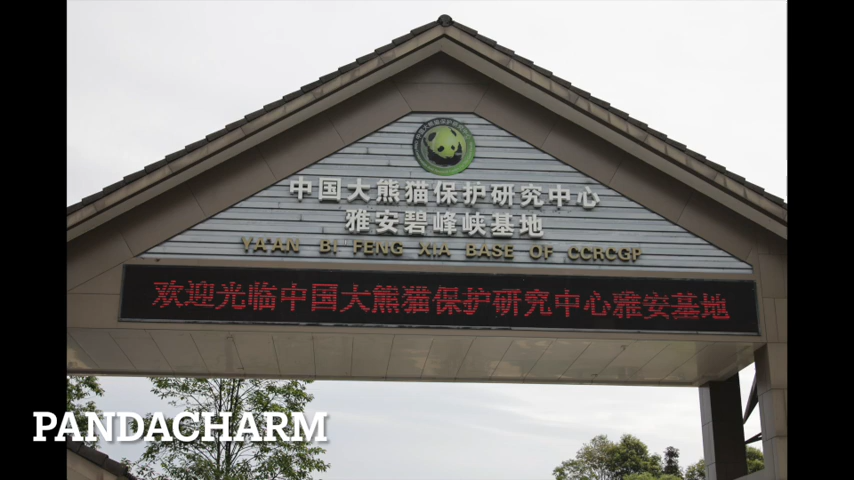 中国大熊猫保护研究中心
雅安碧峰峡基地
YA'AN BI FENG XIA BASE OF CCRCGP
欢迎光临中国大熊猫保护研究中心雅安基地
PANDACHARM